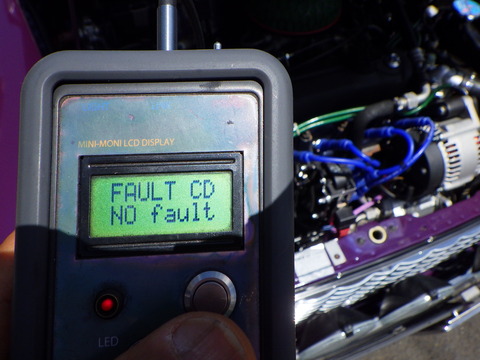 MINI-MONI LCD DISPLAY
FAULT CD
NO fault
LED